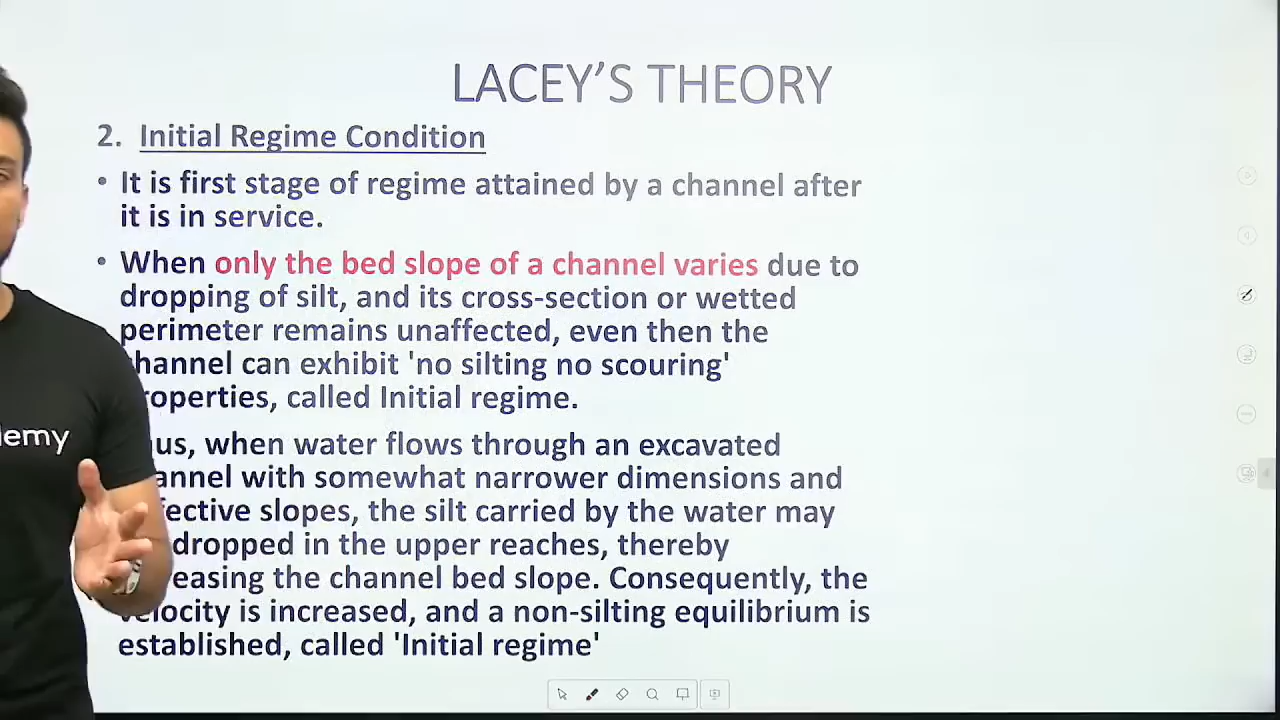 LACEY'S THEORY
2. Initial Regime Condition
• It is first stage of regime attained by a channel after
it is in service.
• When only the bed slope of a channel varies due to
dropping of silt, and its cross-section or wetted
perimeter remains unaffected, even then the
hannel can exhibit 'no silting no scouring'
roperties, called Initial regime.
us, when water flows through an excavated
annel with somewhat narrower dimensions and
fective slopes, the silt carried by the water may
dropped in the upper reaches, thereby
reasing the channel bed slope. Consequently, the
velocity is increased, and a non-silting equilibrium is
established, called 'Initial regime'
lemy